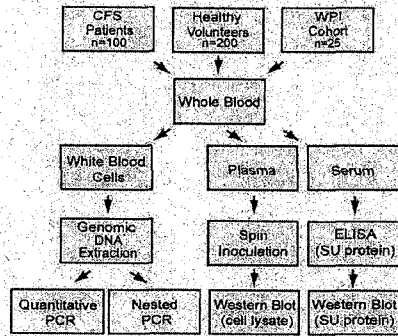 CFS
Patients
n=100
Healthy
Volunteers
n=200
WPI
Cohort
n=25
Whole Blood
White Blood
Cells
Plasma
Serum
Genomic
DNA
Extraction
Spin
Inoculation
ELISA
(SU protein)
Quantitative
PCR
Nested
PCR
Western Blot
(cell lysate)
Western Blot
(SU protein)